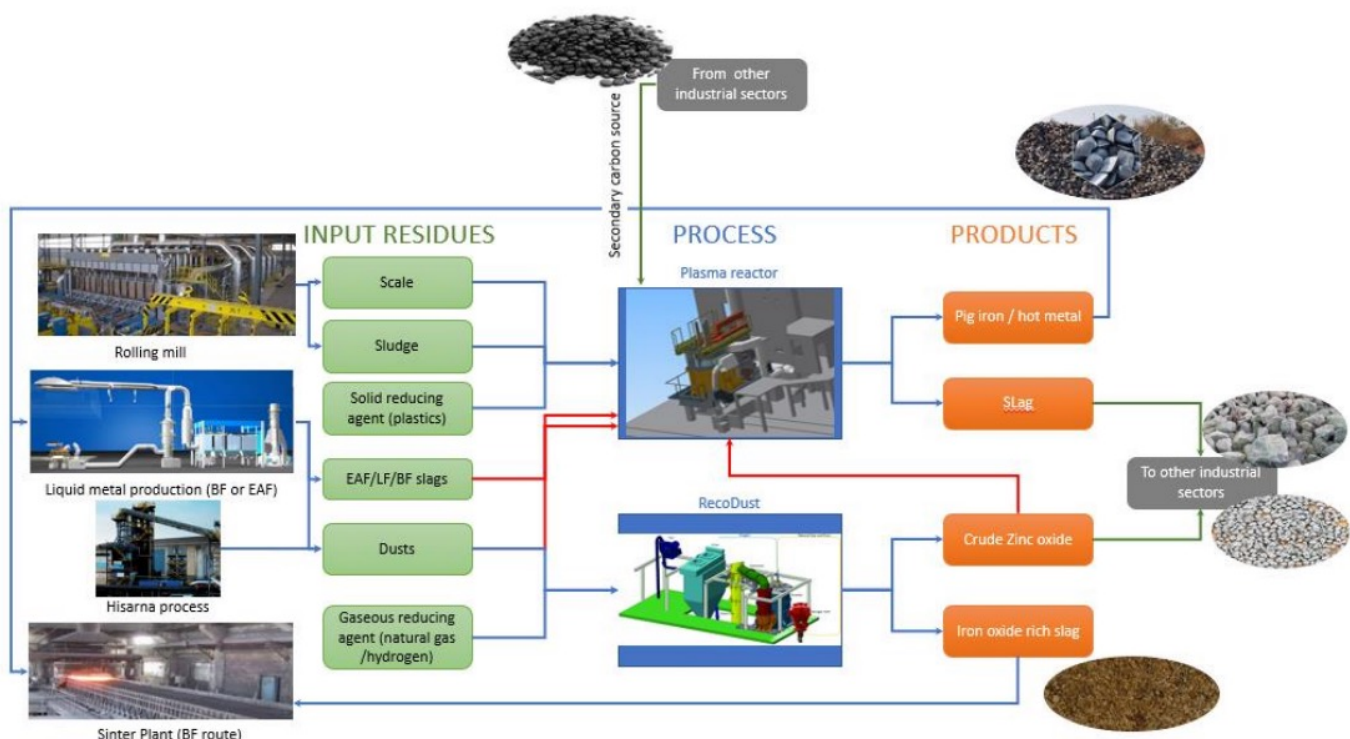 From other
industrial sectors
Secondary carbon source
INPUT RESIDUES
PROCESS
PRODUCTS
Plasma reactor
Scale
Sludge
Solid reducing
agent (plastics)
EAF/LF/BF slags
Dusts
Gaseous reducing
agent (natural gas
/hydrogen)
Rolling mill
Liquid metal production (BF or EAF)
Hisarna process
Sinter Plant (BF route)
RecoDust
Pig iron / hot metal
SLag
To other industrial
sectors
Crude Zinc oxide
Iron oxide rich slag